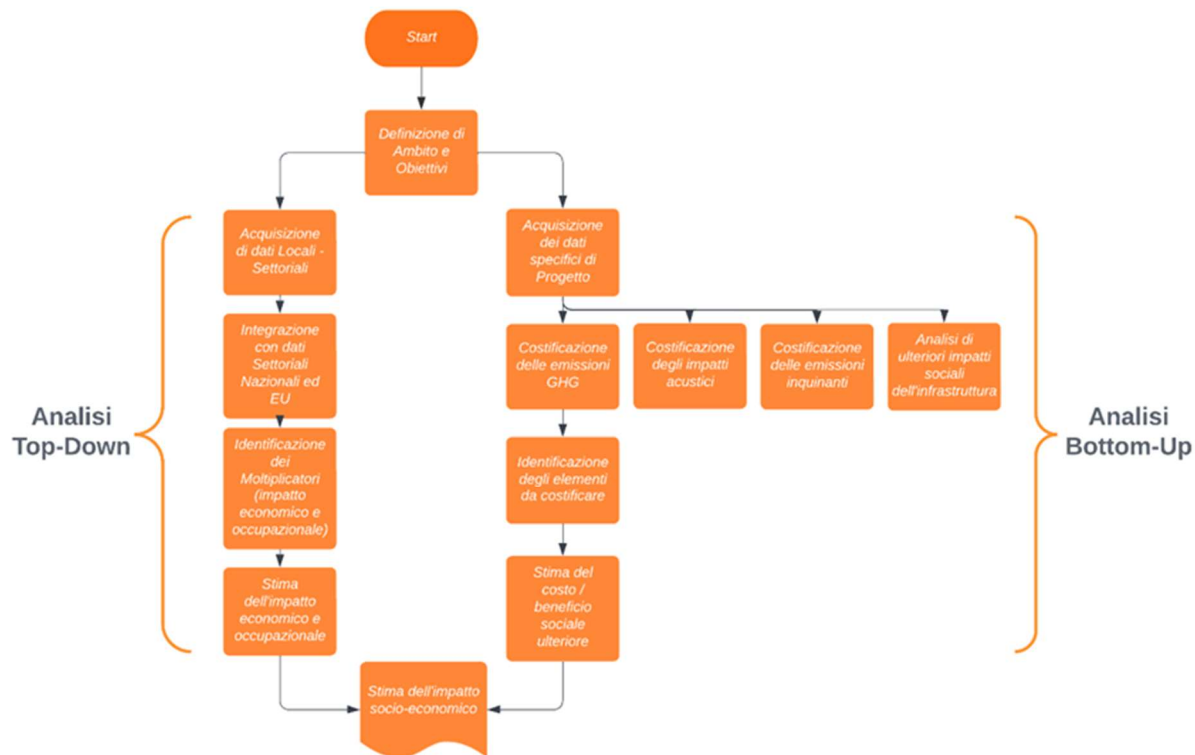 Start
Definizione di
Ambito e
Obiettivi
Analisi
Top-Down
Acquisizione
di dati Locali -
Settoriali
Integrazione
con dati
Settoriali
Nazionali ed
EU
Identificazione
dei
Moltiplicatori
(impatto
economico e
occupazionale)
Stima
dell'impatto
economico e
occupazionale
Acquisizione
dei dati
specifici di
Progetto
Costificazione
delle emissioni
GHG
Costificazione
degli impatti
acustici
Costificazione
delle emissioni
inquinanti
Analisi di
ulteriori impatti
sociali
dell'infrastruttura
Identificazione
degli elementi
da costificare
Stima del
costo /
beneficio
sociale
ulteriore
Analisi
Bottom-Up
Stima dell'impatto
socio-economico